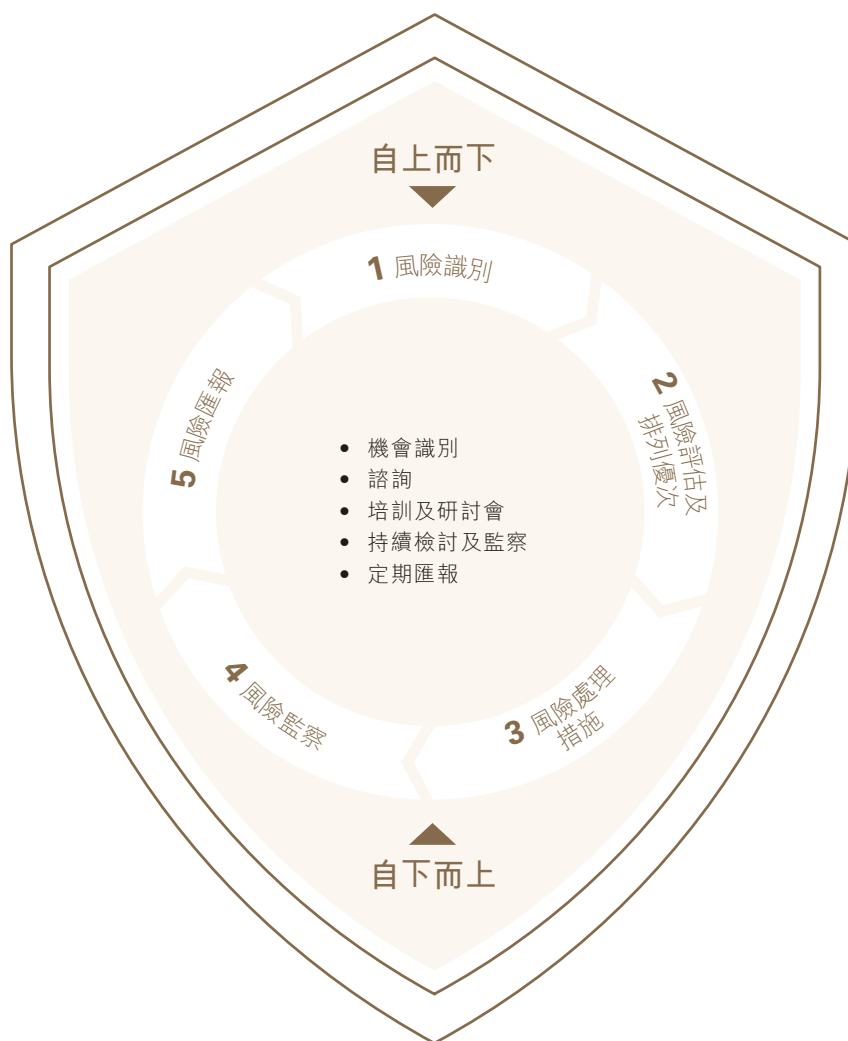 自上而下
1 風險識別
2 風險評估及
排列優次
3 風險處理
措施
4 風險監察
5 風險匯報
• 機會識別
• 諮詢
• 培訓及研討會
• 持續檢討及監察
• 定期匯報
自下而上